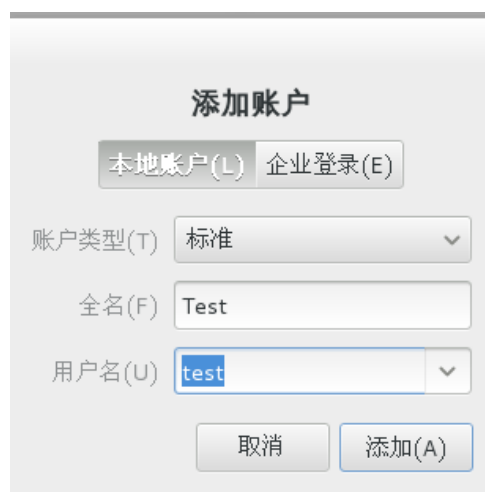 添加账户
本地账户(L) 企业登录(E)
账户类型(T) 标准
全名(F) Test
用户名(U) test
取消 添加(A)